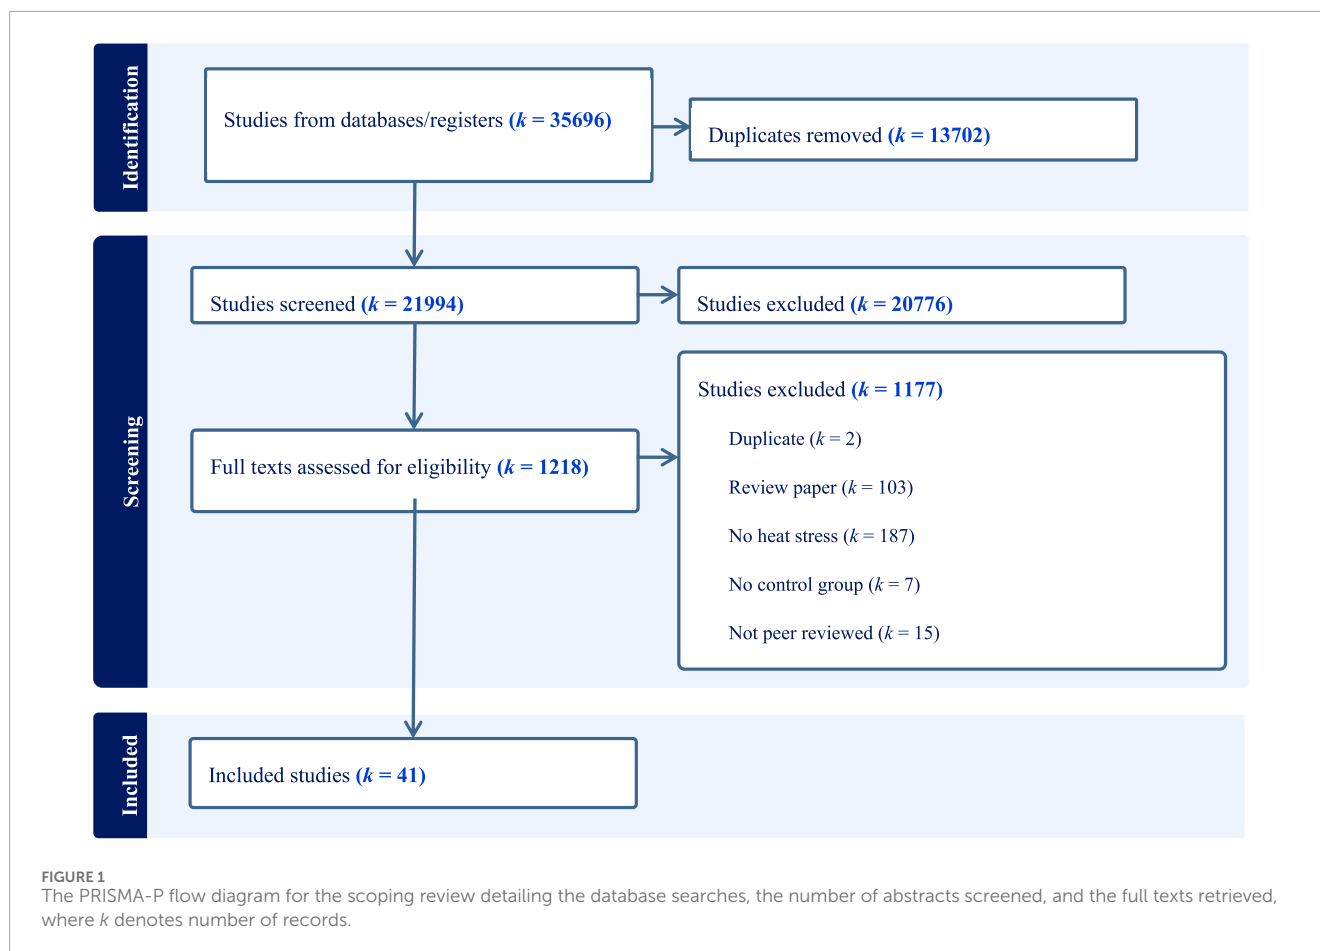 Identification
Studies from databases/registers (k = 35696)
Duplicates removed (k = 13702)
Screening
Studies screened (k = 21994)
Studies excluded (k = 20776)
Full texts assessed for eligibility (k = 1218)
Studies excluded (k = 1177)
Duplicate (k = 2)
Review paper (k = 103)
No heat stress (k = 187)
No control group (k = 7)
Not peer reviewed (k = 15)
Included
Included studies (k = 41)
FIGURE 1
The PRISMA-P flow diagram for the scoping review detailing the database searches, the number of abstracts screened, and the full texts retrieved,
where k denotes number of records.